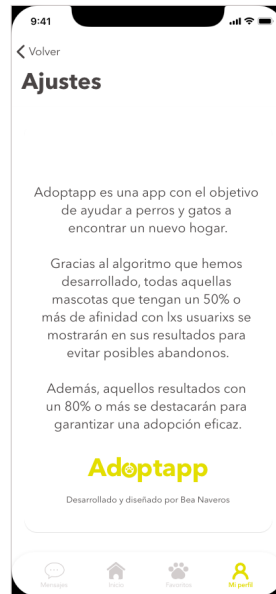 9:41
Volver
Ajustes
Adoptapp es una app con el objetivo
de ayudar a perros y gatos a
encontrar un nuevo hogar.
Gracias al algoritmo que hemos
desarrollado, todas aquellas
mascotas que tengan un 50% o
más de afinidad con lxs usuarixs se
mostrarán en sus resultados para
evitar posibles abandonos.
Además, aquellos resultados con
un 80% o más se destacarán para
garantizar una adopción eficaz.
Adoptapp
Desarrollado y diseñado por Bea Naveros
Mensajes Inicio Favoritos Mi perfil